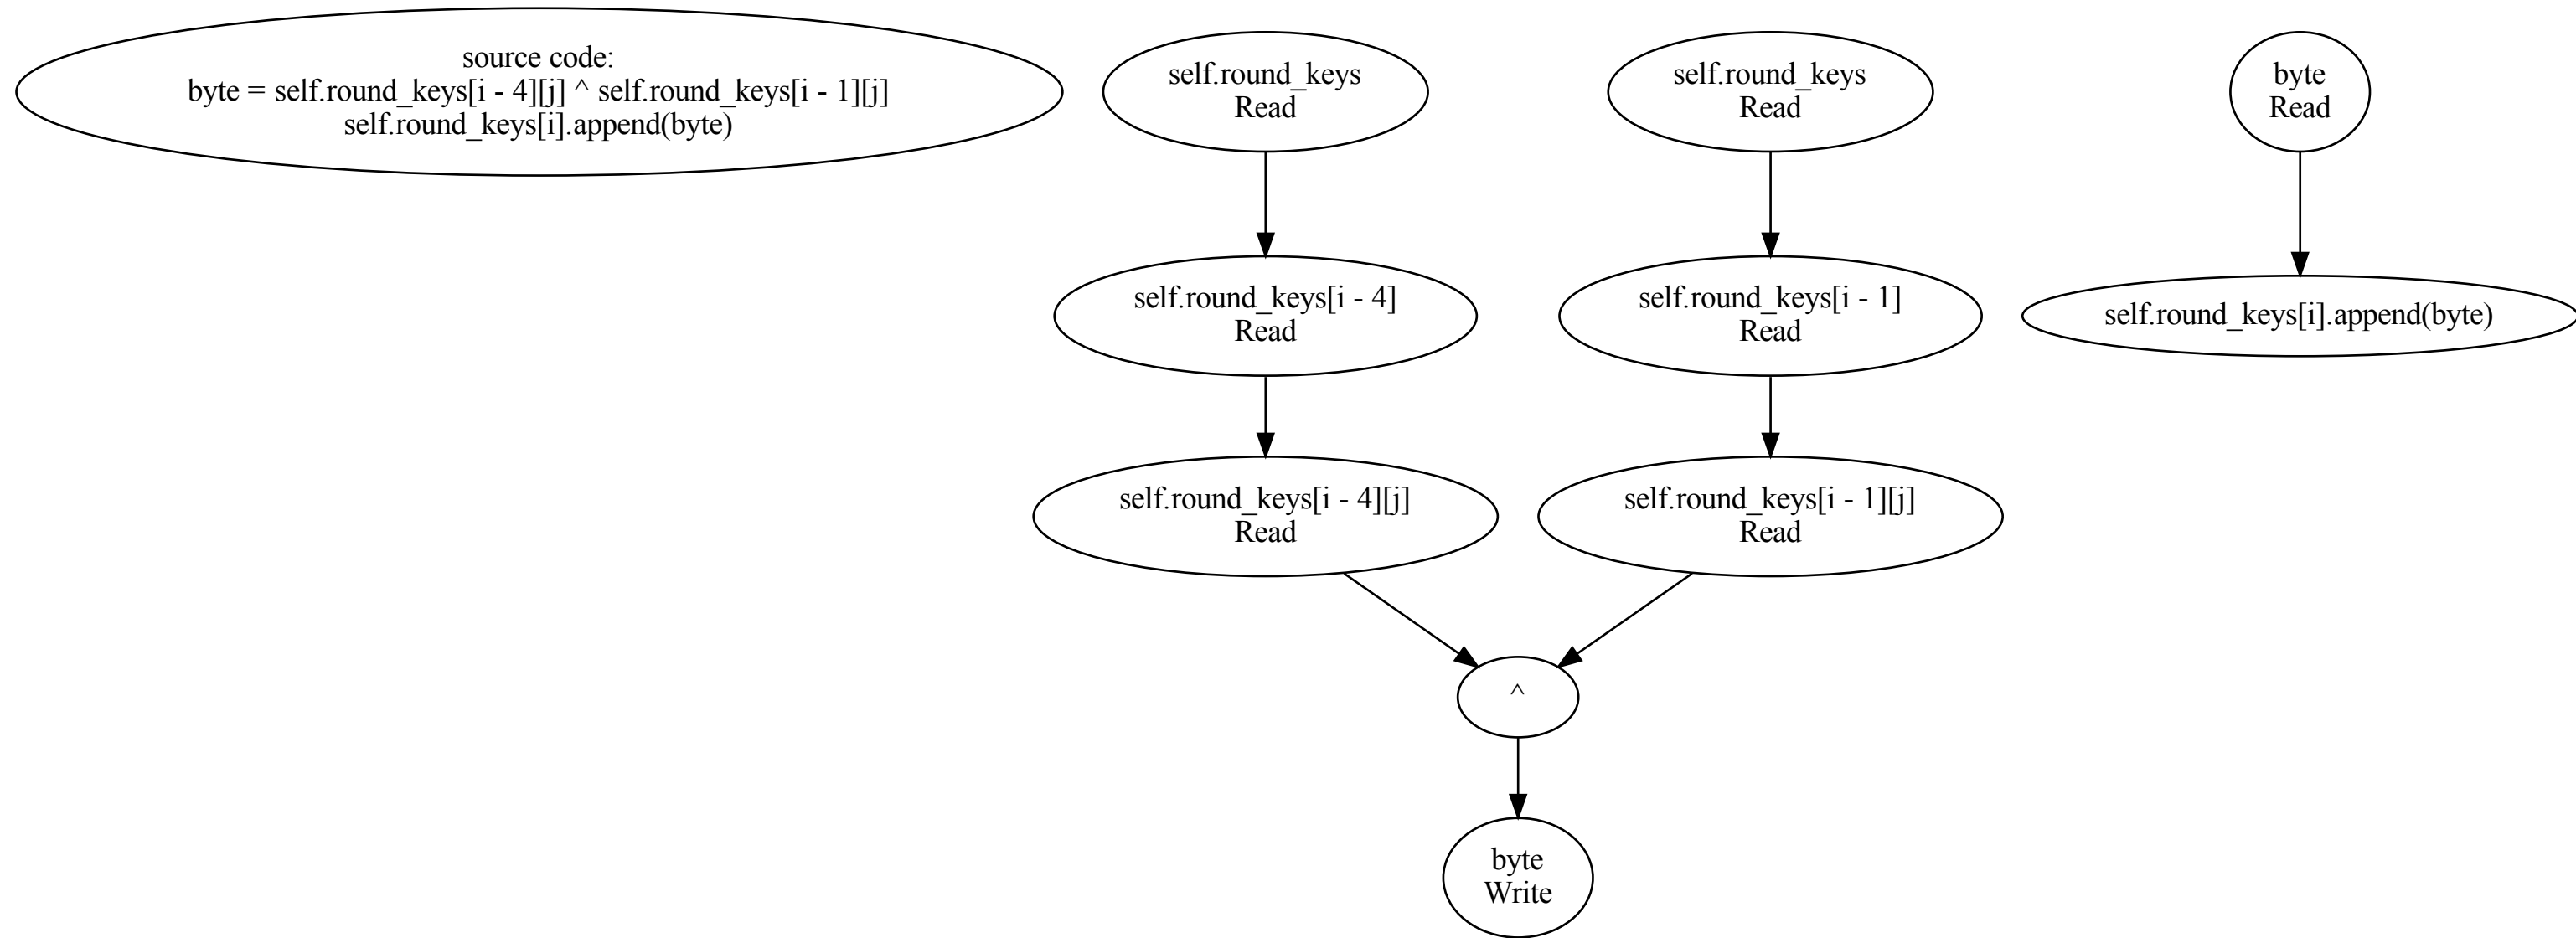 source code:
byte = self.round_keys[i - 4][j] ^ self.round_keys[i - 1][j]
self.round_keys[i].append(byte)
self.round_keys
Read
self.round_keys
Read
byte
Read
self.round_keys[i - 4]
Read
self.round_keys[i - 1]
Read
self.round_keys[i].append(byte)
self.round_keys[i - 4][j]
Read
self.round_keys[i - 1][j]
Read
^
byte
Write